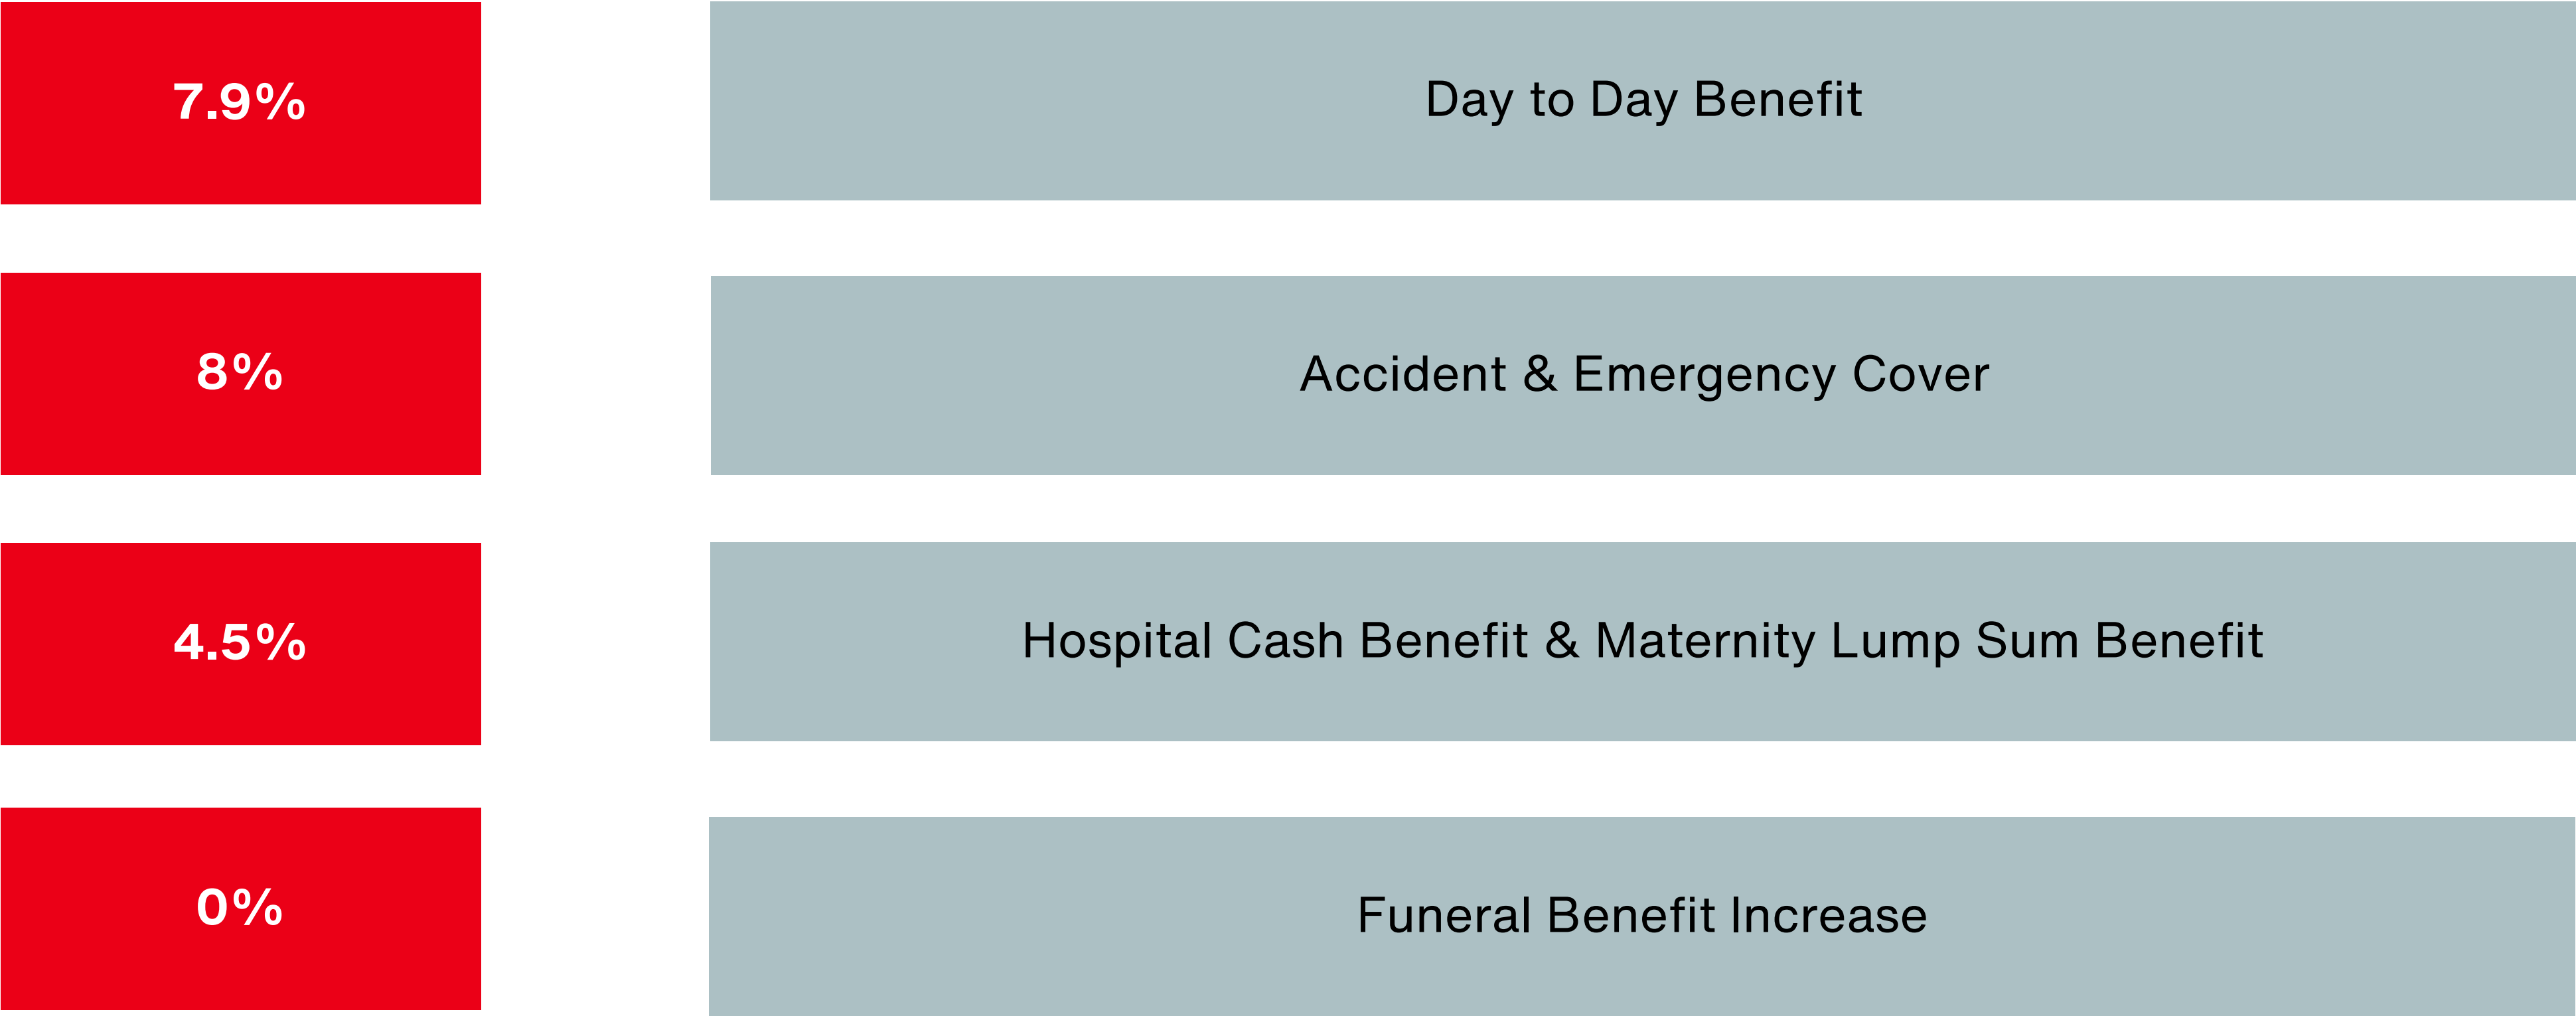 7.9%
Day to Day Benefit
8%
Accident & Emergency Cover
4.5%
Hospital Cash Benefit & Maternity Lump Sum Benefit
0%
Funeral Benefit Increase